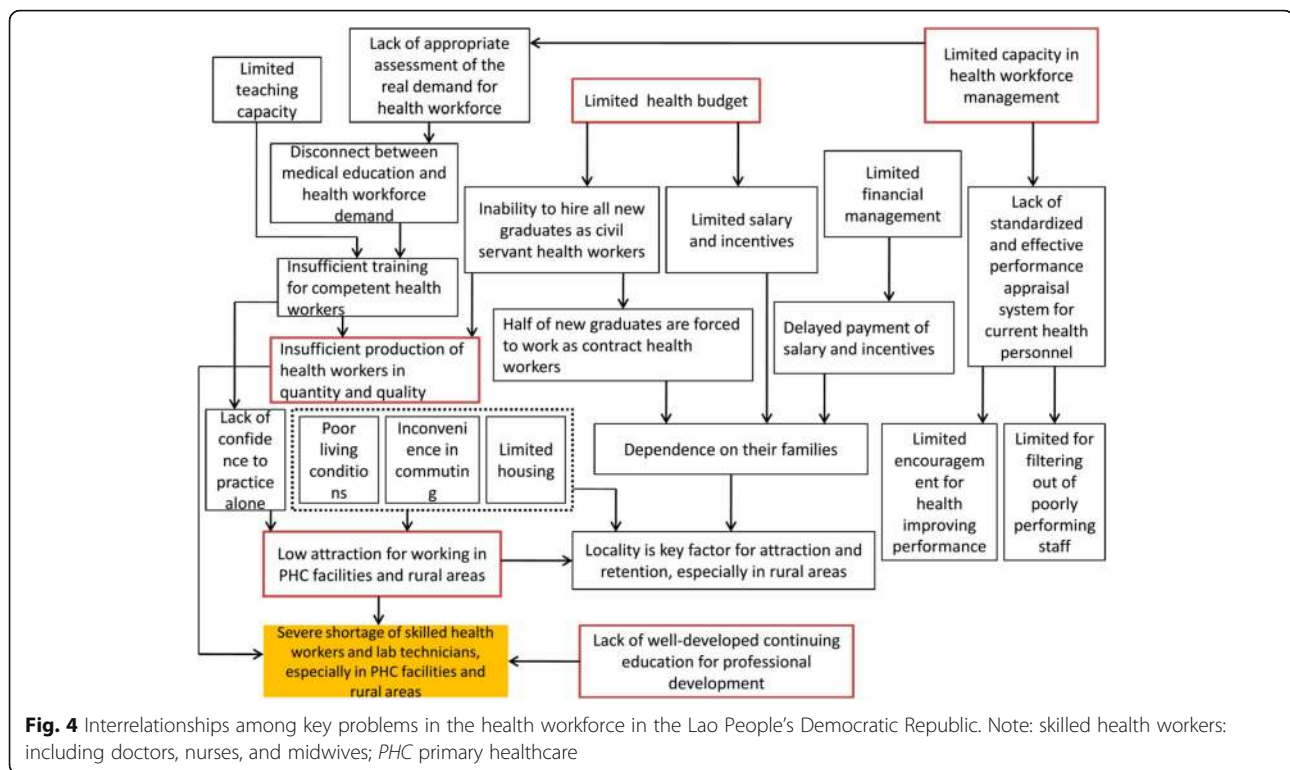 Lack of appropriate
assessment of the
real demand for
health workforce
Limited capacity in
health workforce
management
Limited
teaching
capacity
Limited health budget
Disconnect between
medical education and
health workforce
demand
Limited
financial
management
Inability to hire all new
graduates as civil
servant health workers
Limited salary
and incentives
Lack of
standardized
and effective
performance
appraisal
system for
current health
personnel
Insufficient training
for competent health
workers
Half of new graduates are forced
to work as contract health
workers
Delayed payment of
salary and incentives
Insufficient production of
health workers in
quantity and quality
Lack of
confide
nce to
practice
alone
Poor
living
conditio
ns
Inconveni
ence in
commutin
g
Limited
housing
Dependence on their families
Limited
encouragem
ent for
health
improving
performance
Limited for
filtering
out of
poorly
performing
staff
Low attraction for working in
PHC facilities and rural areas
Locality is key factor for attraction and
retention, especially in rural areas
Severe shortage of skilled health
workers and lab technicians,
especially in PHC facilities and
rural areas
Lack of well-developed continuing
education for professional
development
Fig. 4 Interrelationships among key problems in the health workforce in the Lao People's Democratic Republic. Note: skilled health workers:
including doctors, nurses, and midwives; PHC primary healthcare